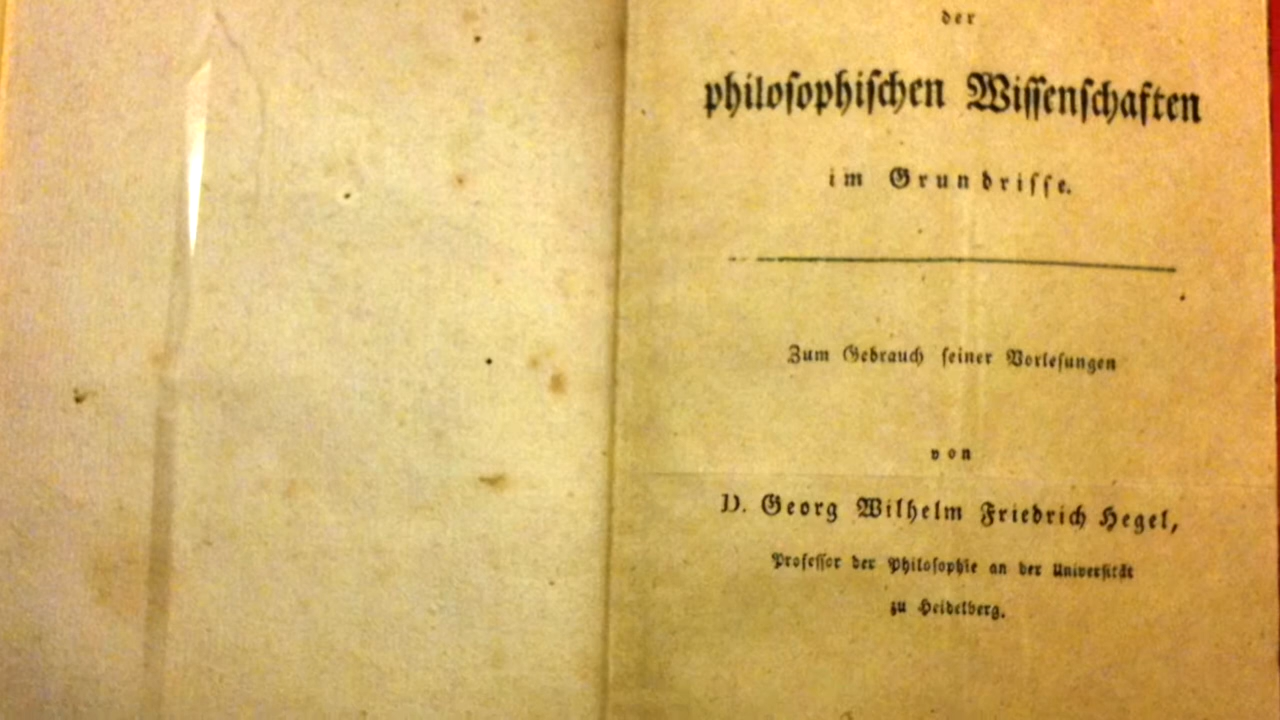 der
philosophischen Wissenschaften
im Grundrisse.
Zum Gebrauch seiner Vorlesungen
von
D. Georg Wilhelm Friedrich Hegel,
Professor der Philosophie an der Universität
zu Heidelberg.